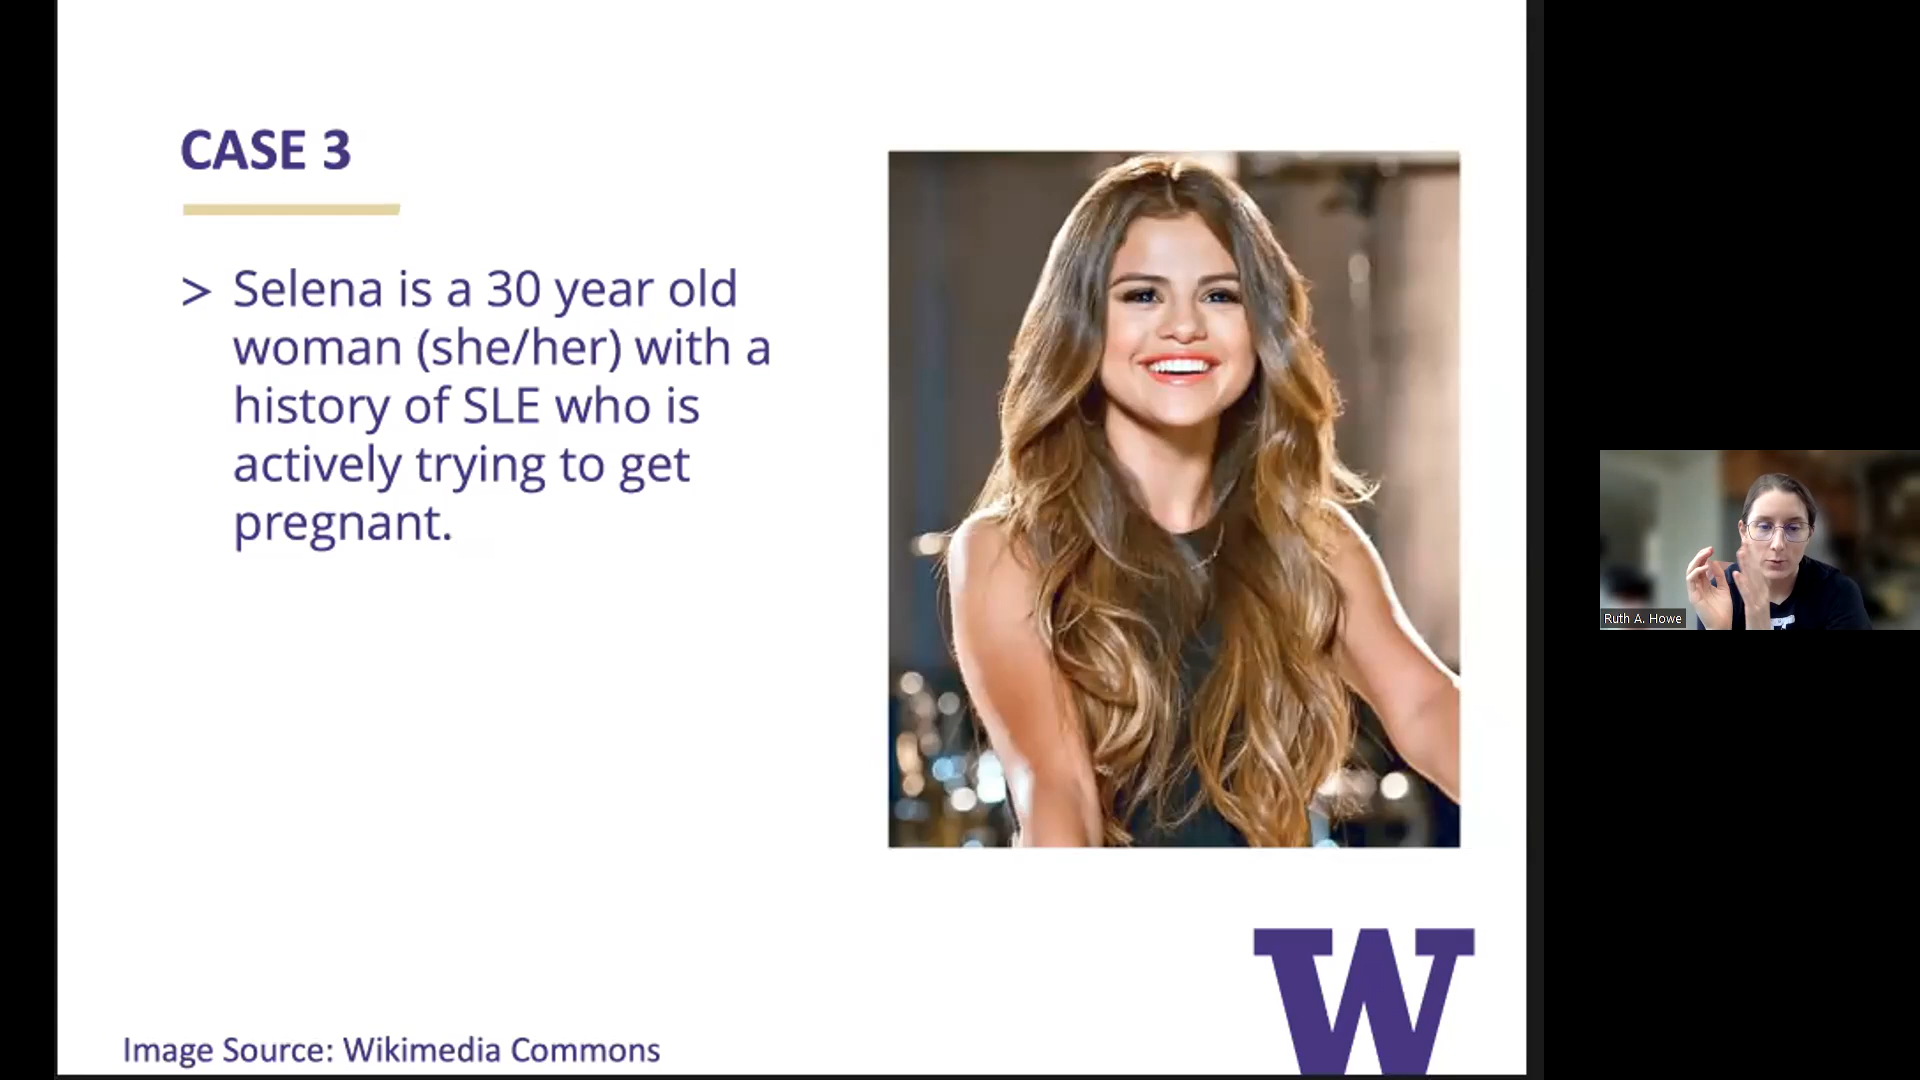 CASE 3
> Selena is a 30 year old
woman (she/her) with a
history of SLE who is
actively trying to get
pregnant.
Ruth A. Howe
W
Image Source: Wikimedia Commons